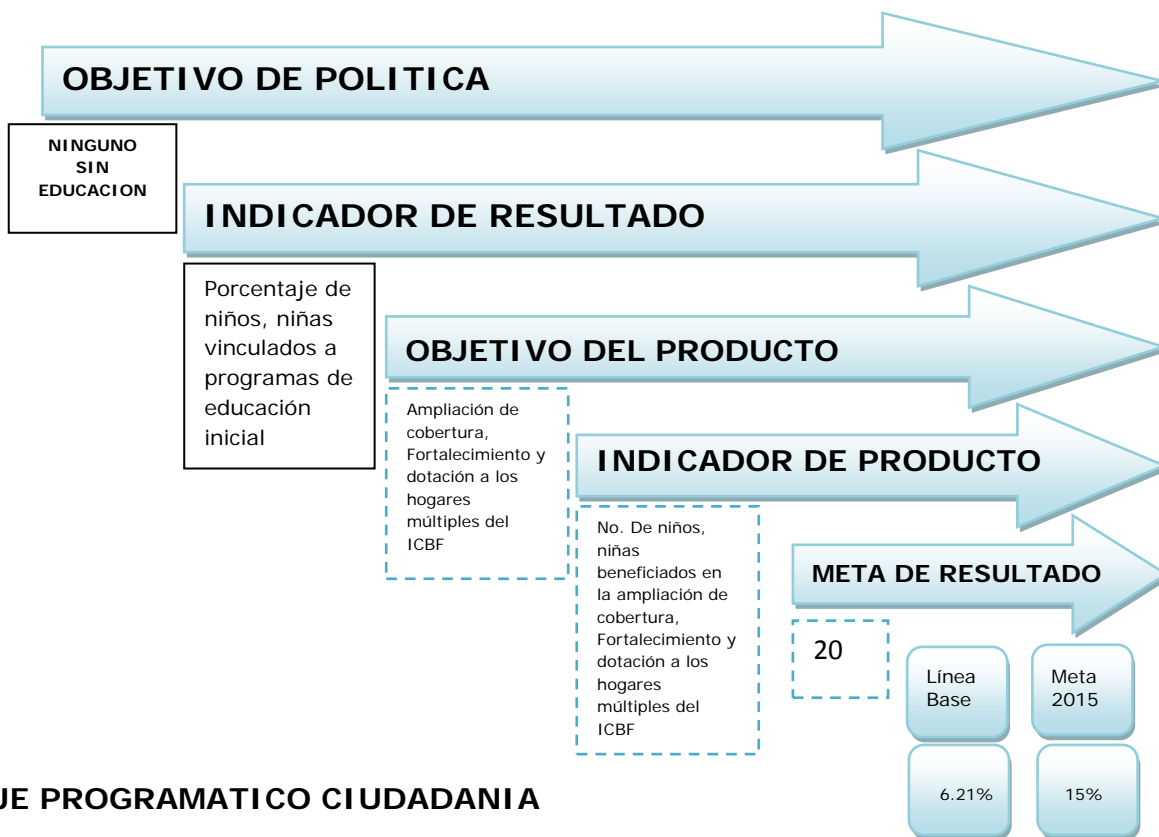 OBJETIVO DE POLITICA
NINGUNO
SIN
EDUCACION
INDICADOR DE RESULTADO
Porcentaje de
niños, niñas
vinculados a
programas de
educación
inicial
OBJETIVO DEL PRODUCTO
Ampliación de
cobertura,
Fortalecimiento y
dotación a los
hogares
múltiples del
ICBF
INDICADOR DE PRODUCTO
No. De niños,
niñas
beneficiados en
la ampliación de
cobertura,
Fortalecimiento y
dotación a los
hogares
múltiples del
ICBF
META DE RESULTADO
20
Línea
Base
Meta
2015
6.21%
15%
JE PROGRAMATICO CIUDADANIA